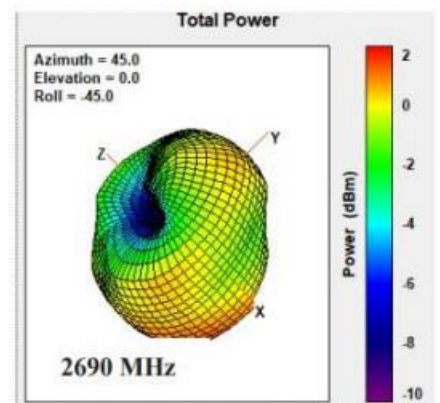 Total Power
Azimuth = 45.0
Elevation = 0.0
Roll = -45.0
Z
Y
X
2690 MHz
Power (dBm)
2
0
-2
-4
-6
-8
-10